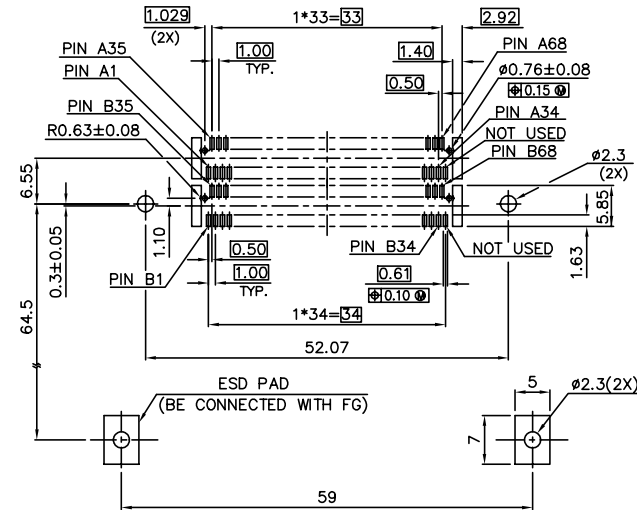 1.029
(2X)
1*33=33
2.92
PIN A35
1.00
TYP.
1.40
PIN A68
PIN A1
Ø0.76±0.08
0.50
⌖0.15 Ⓜ
PIN B35
PIN A34
R0.63±0.08
NOT USED
PIN B68
Ø2.3
(2X)
6.55
0.3±0.05
1.10
5.85
1.63
PIN B1
0.50
1.00
TYP.
PIN B34
NOT USED
0.61
⌖0.10 Ⓜ
1*34=34
64.5
52.07
ESD PAD
(BE CONNECTED WITH FG)
5
Ø2.3(2X)
7
59